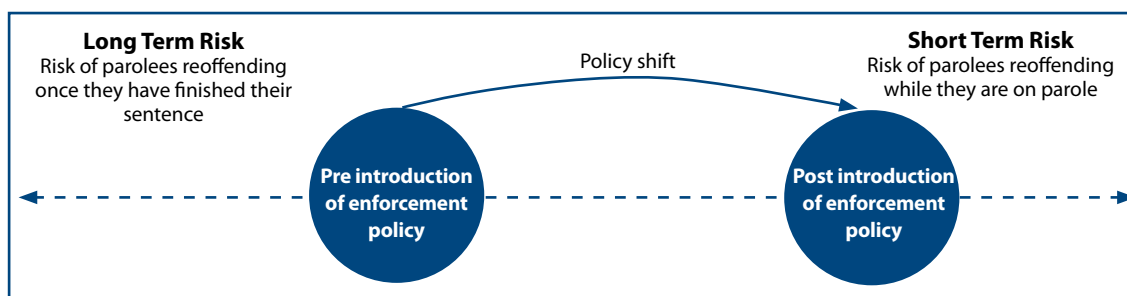 Long Term Risk
Risk of parolees reoffending
once they have finished their
sentence
Policy shift
Short Term Risk
Risk of parolees reoffending
while they are on parole
Pre introduction
of enforcement
policy
Post introduction
of enforcement
policy